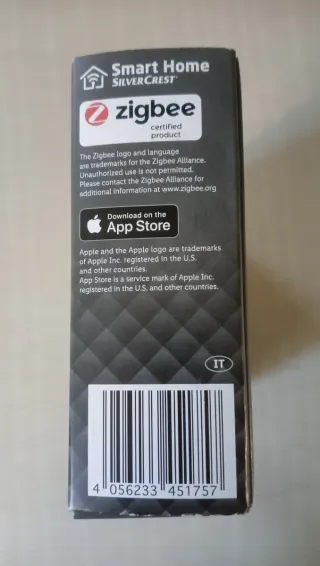 Smart Home
SILVERCREST®
zigbee
certified
product
The Zigbee logo and language
are trademarks for the Zigbee Alliance.
Unauthorized use is not permitted.
Please contact the Zigbee Alliance for
additional information at www.zigbee.org
Download on the
App Store
Apple and the Apple logo are trademarks
of Apple Inc. registered in the U.S.
and other countries.
App Store is a service mark of Apple Inc.
registered in the U.S. and other countries.
IT
4 056233 451757